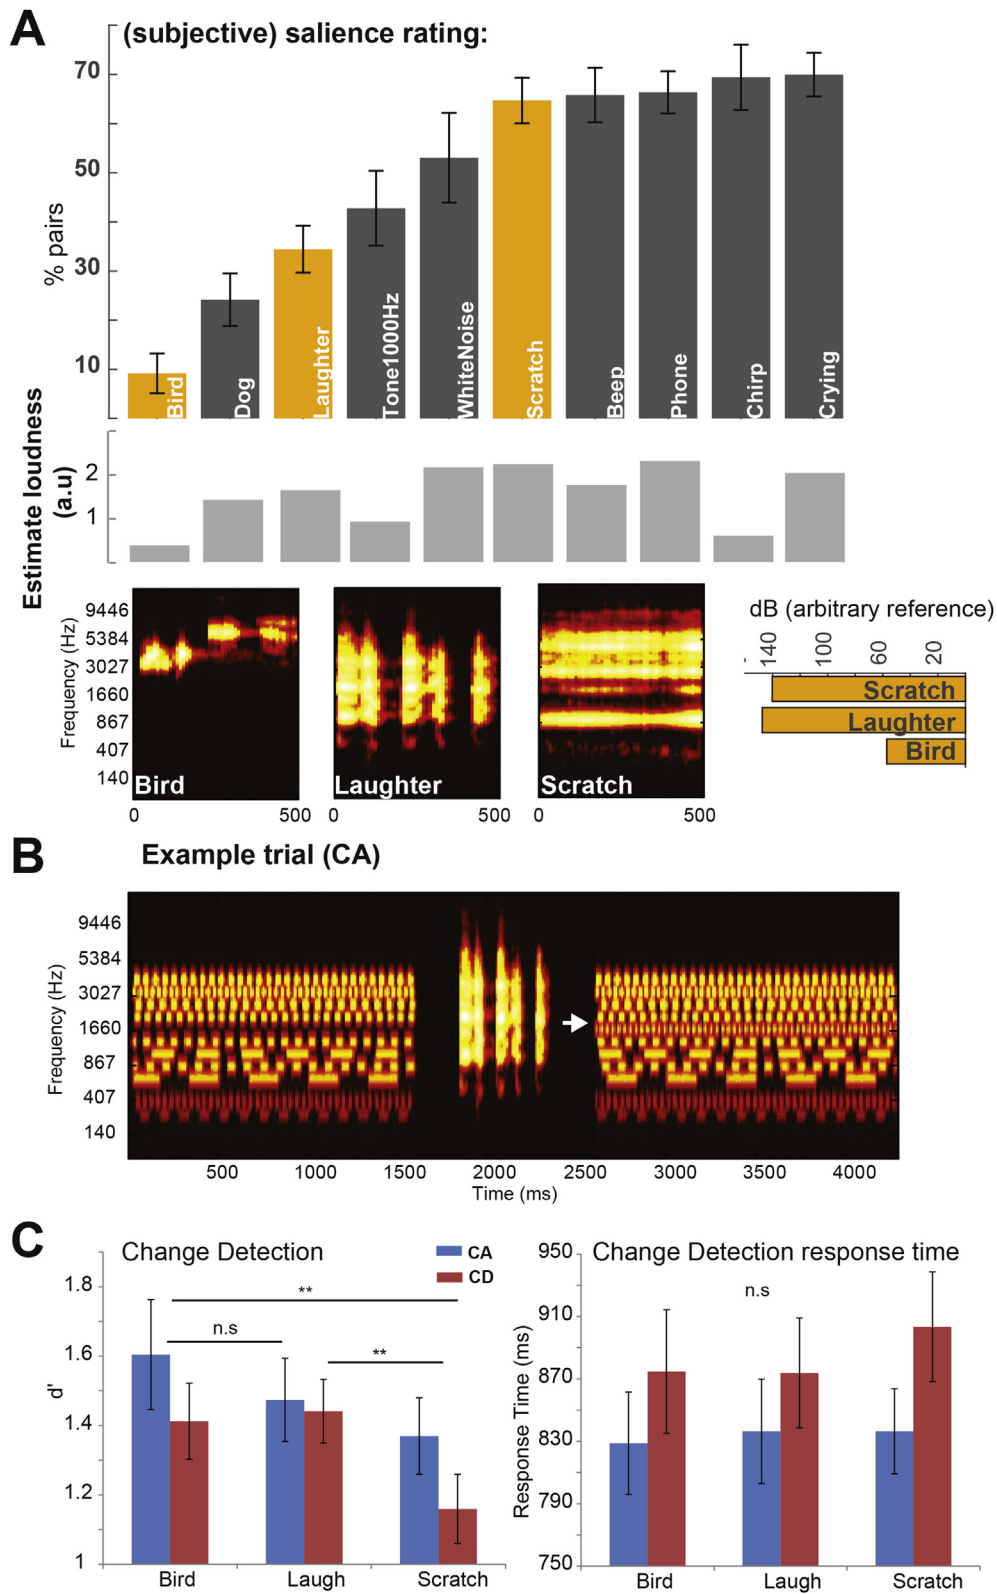 A
(subjective) salience rating:
% pairs
70
50
30
10
Bird
Dog
Laughter
Tone1000Hz
WhiteNoise
Scratch
Beep
Phone
Chirp
Crying
Estimate loudness
(a.u)
2
1
Frequency (Hz)
9446
5384
3027
1660
867
407
140
Bird
Laughter
Scratch
0 500 0 500 0 500
dB (arbitrary reference)
140 100 60 20
Scratch
Laughter
Bird
B
Example trial (CA)
Frequency (Hz)
9446
5384
3027
1660
867
407
140
500 1000 1500 2000 2500 3000 3500 4000
Time (ms)
C
Change Detection
CA
CD
d'
1.8
1.6
1.4
1.2
1
**
n.s
**
Bird Laugh Scratch
Change Detection response time
n.s
Response Time (ms)
950
910
870
830
790
750
Bird Laugh Scratch